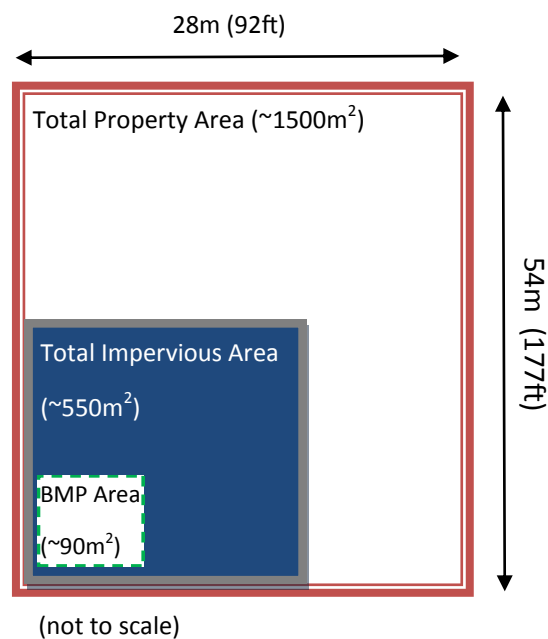 28m (92ft)
Total Property Area (~1500m²)
54m (177ft)
Total Impervious Area
(~550m²)
BMP Area
(~90m²)
(not to scale)